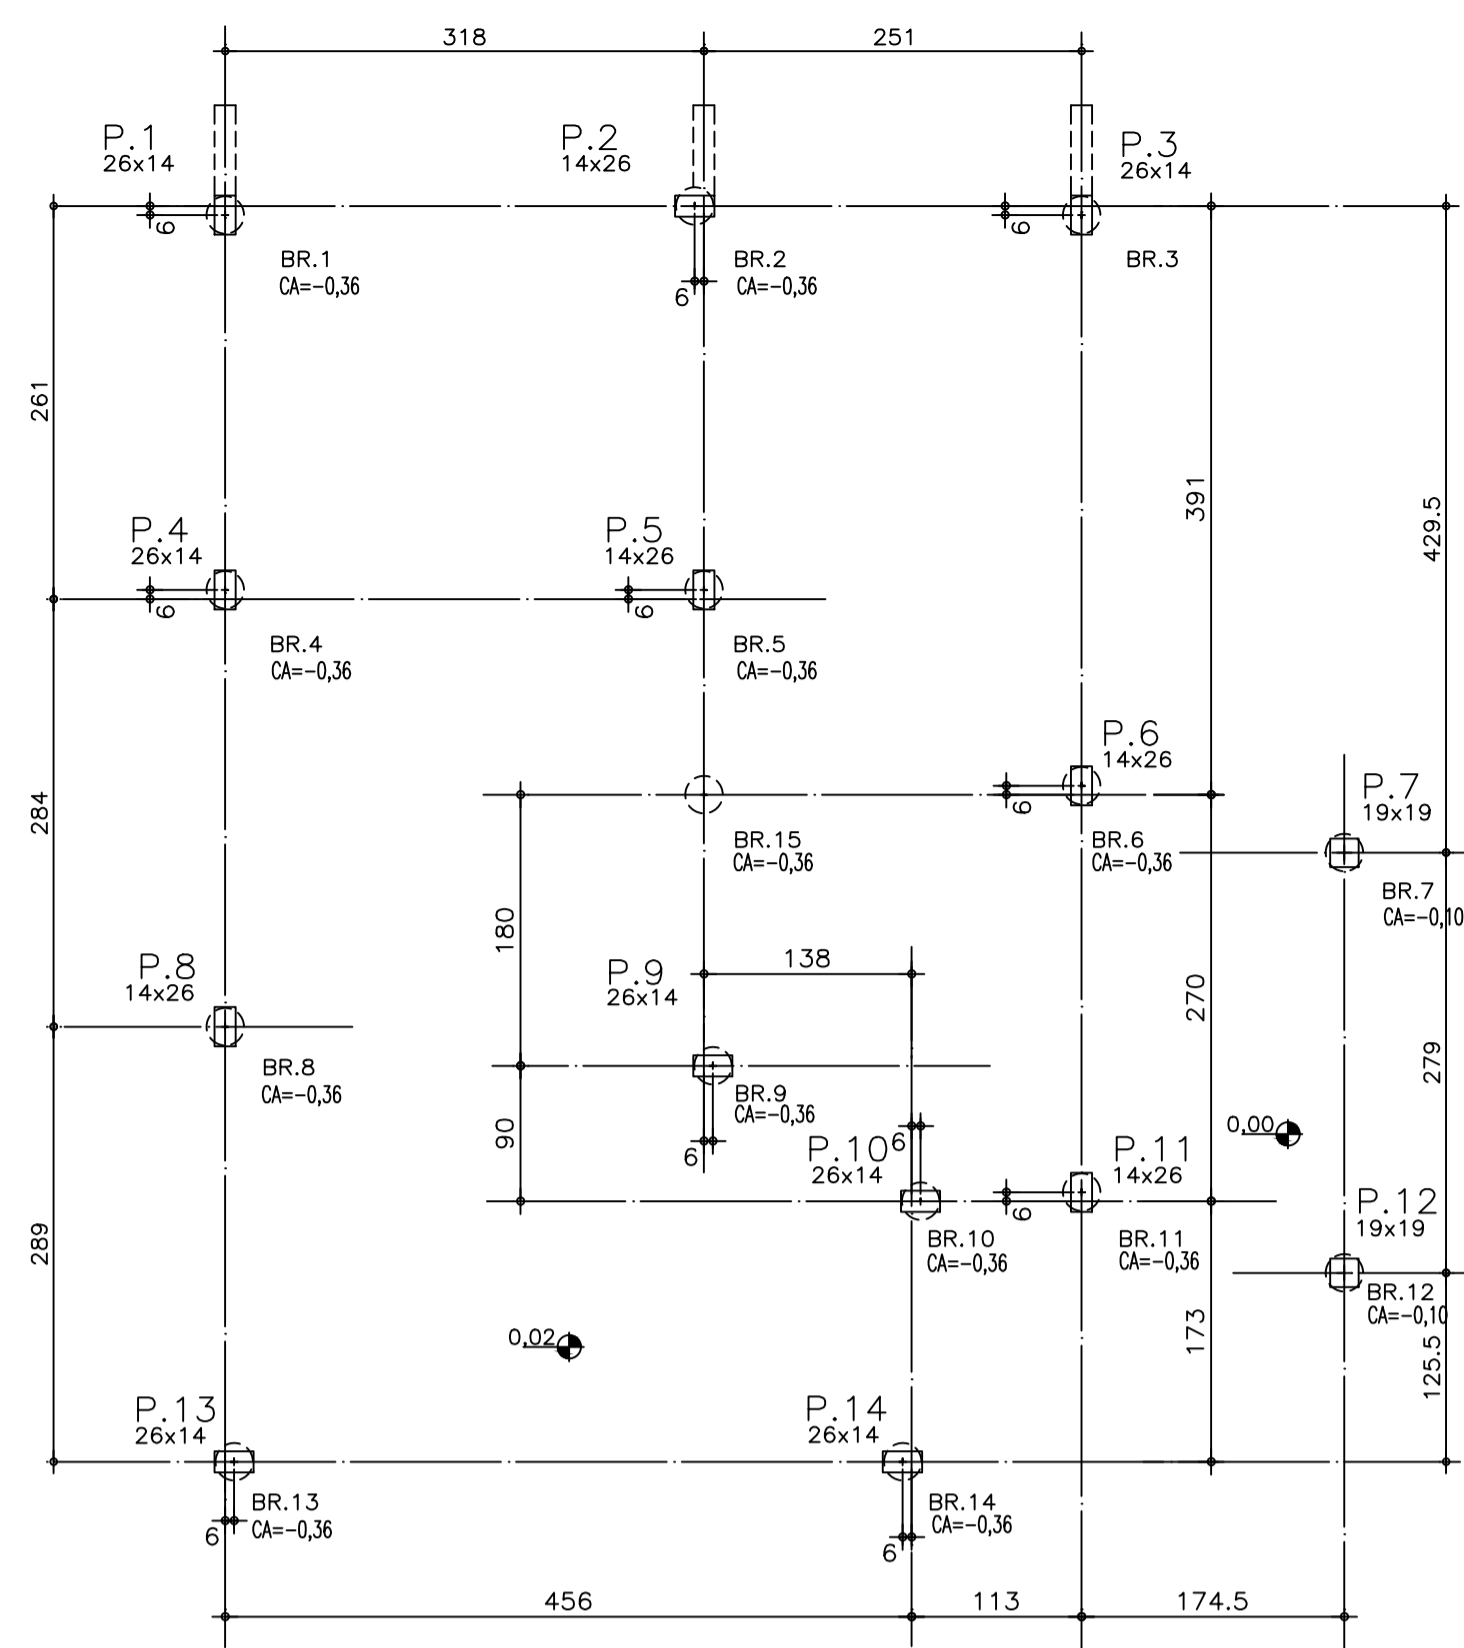 318
251
P.1
26x14
P.2
14x26
P.3
26x14
6
6
6
BR.1
CA=-0,36
BR.2
CA=-0,36
BR.3
261
391
429.5
P.4
26x14
P.5
14x26
6
6
BR.4
CA=-0,36
BR.5
CA=-0,36
P.6
14x26
6
P.7
19x19
284
BR.15
CA=-0,36
BR.6
CA=-0,36
BR.7
CA=-0,10
180
138
P.8
14x26
P.9
26x14
270
279
BR.8
CA=-0,36
BR.9
CA=-0,36
90
6
P.10
26x14
6
P.11
14x26
0,00
6
P.12
19x19
289
BR.10
CA=-0,36
BR.11
CA=-0,36
BR.12
CA=-0,10
0,02
173
125.5
P.13
26x14
P.14
26x14
BR.13
CA=-0,36
6
BR.14
CA=-0,36
6
456
113
174.5